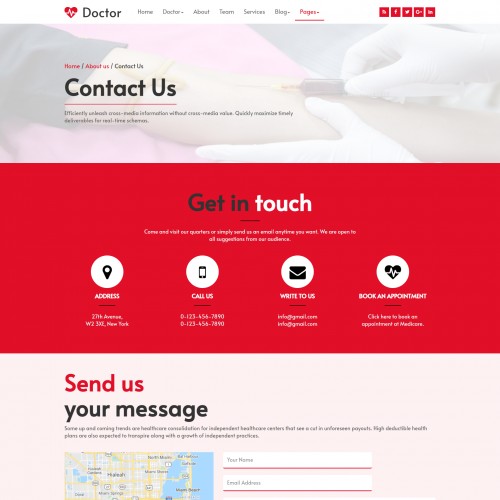 Doctor
Home Doctor About Team Services Blog Pages
Home / About us / Contact Us
Contact Us
Efficiently unleash cross-media information without cross-media value. Quickly maximize timely
deliverables for real-time schemas.
Get in touch
Come and visit our quarters or simply send us an email anytime you want. We are open to
all suggestions from our audience.
ADDRESS CALL US WRITE TO US BOOK AN APPOINTMENT
27th Avenue, 0-123-456-7890 info@gmail.com Click here to book an
W2 3XE, New York 0-123-456-7890 info@gmail.com appointment at Medicare.
Send us
your message
Some up and coming trends are healthcare consolidation for independent healthcare centers that see a cut in unforeseen payouts. High deductible health
plans are also expected to transpire along with a growth of independent practices.
Your Name
Email Address
Miami Shores
Hialeah
Miami Beach
Miami